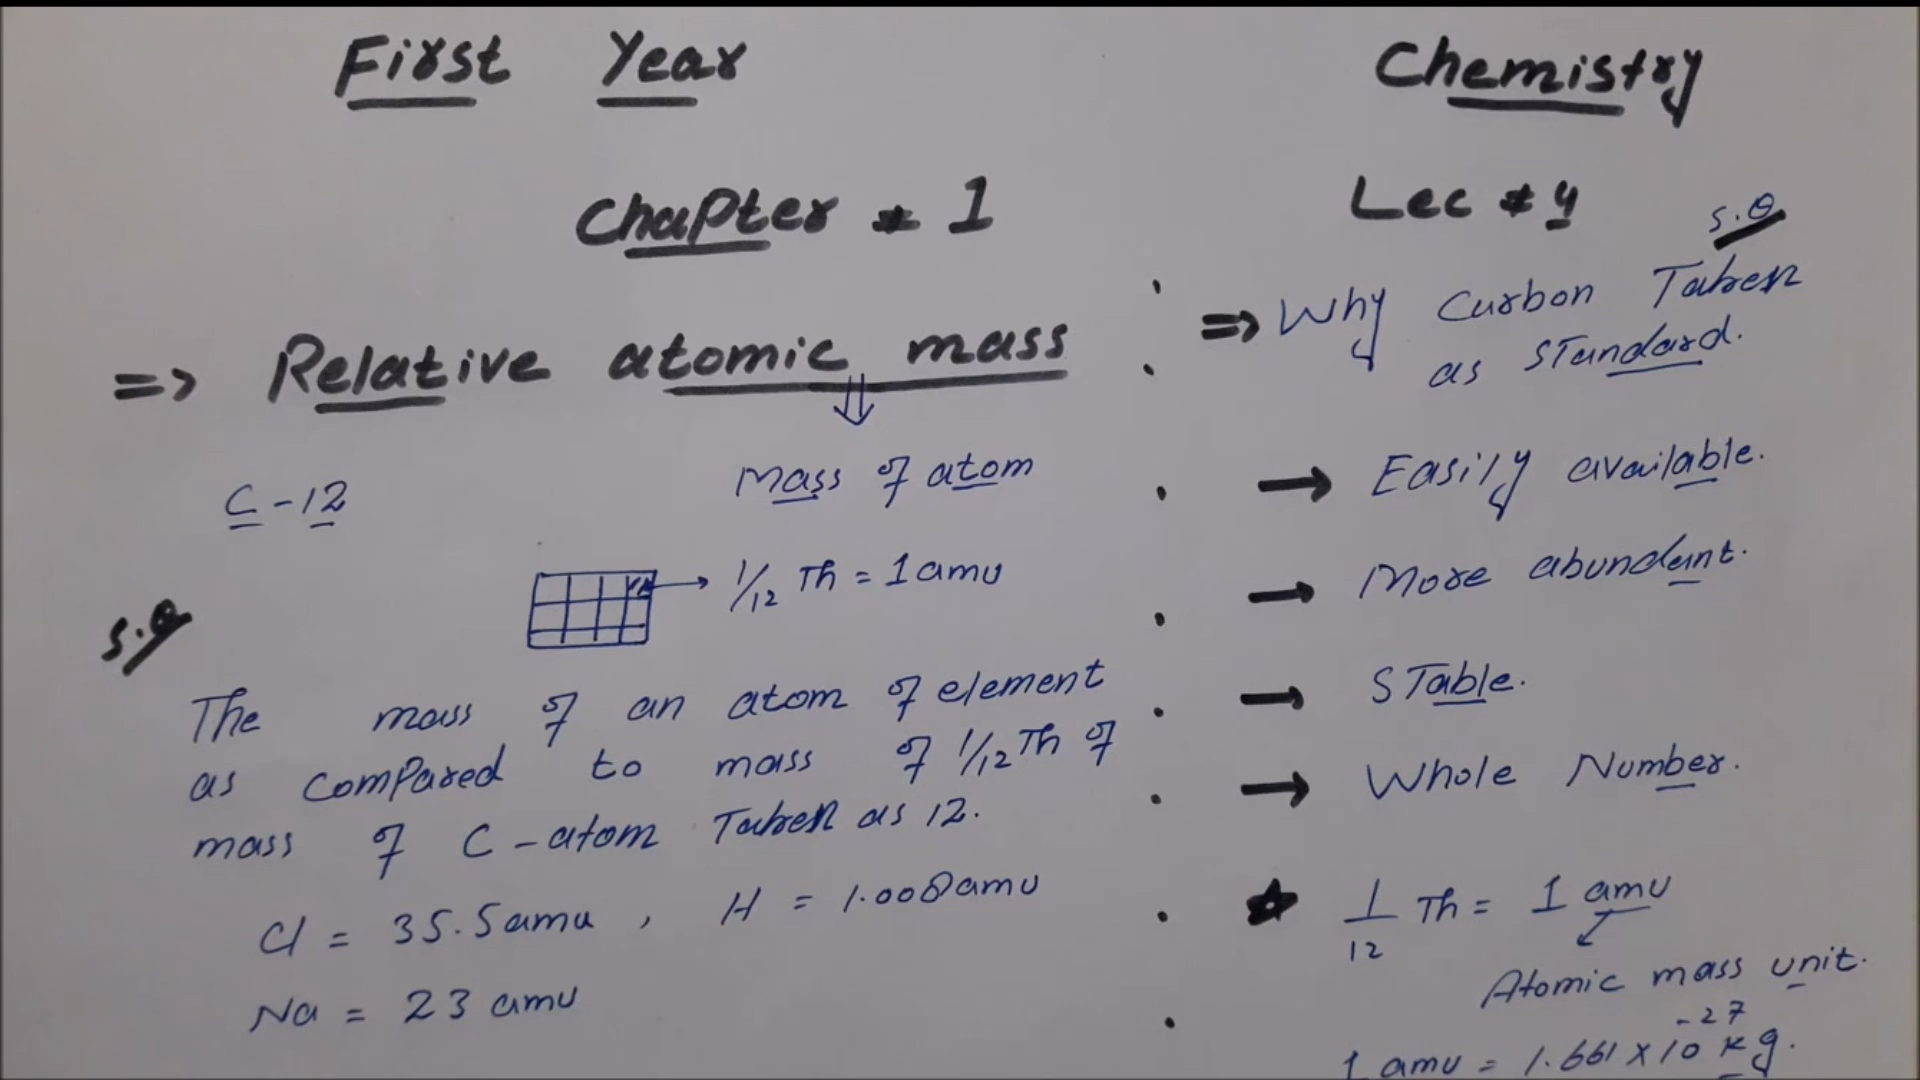 First Year
Chemistry
Chapter * 1
Lec * 4
=> Relative atomic mass
Mass of atom
C-12
1/12 Th = 1 amu
S.Q
The mass of an atom of element
as compared to mass of 1/12 Th of
mass of C-atom Taken as 12.
Cl = 35.5 amu , H = 1.008 amu
Na = 23 amu
S.Q
=> Why Carbon Taken
as Standard.
→ Easily available.
→ More abundant.
→ STable.
→ Whole Number.
★ 1/12 Th = 1 amu
Atomic mass unit.
1 amu = 1.661 x 10⁻²⁷ kg.